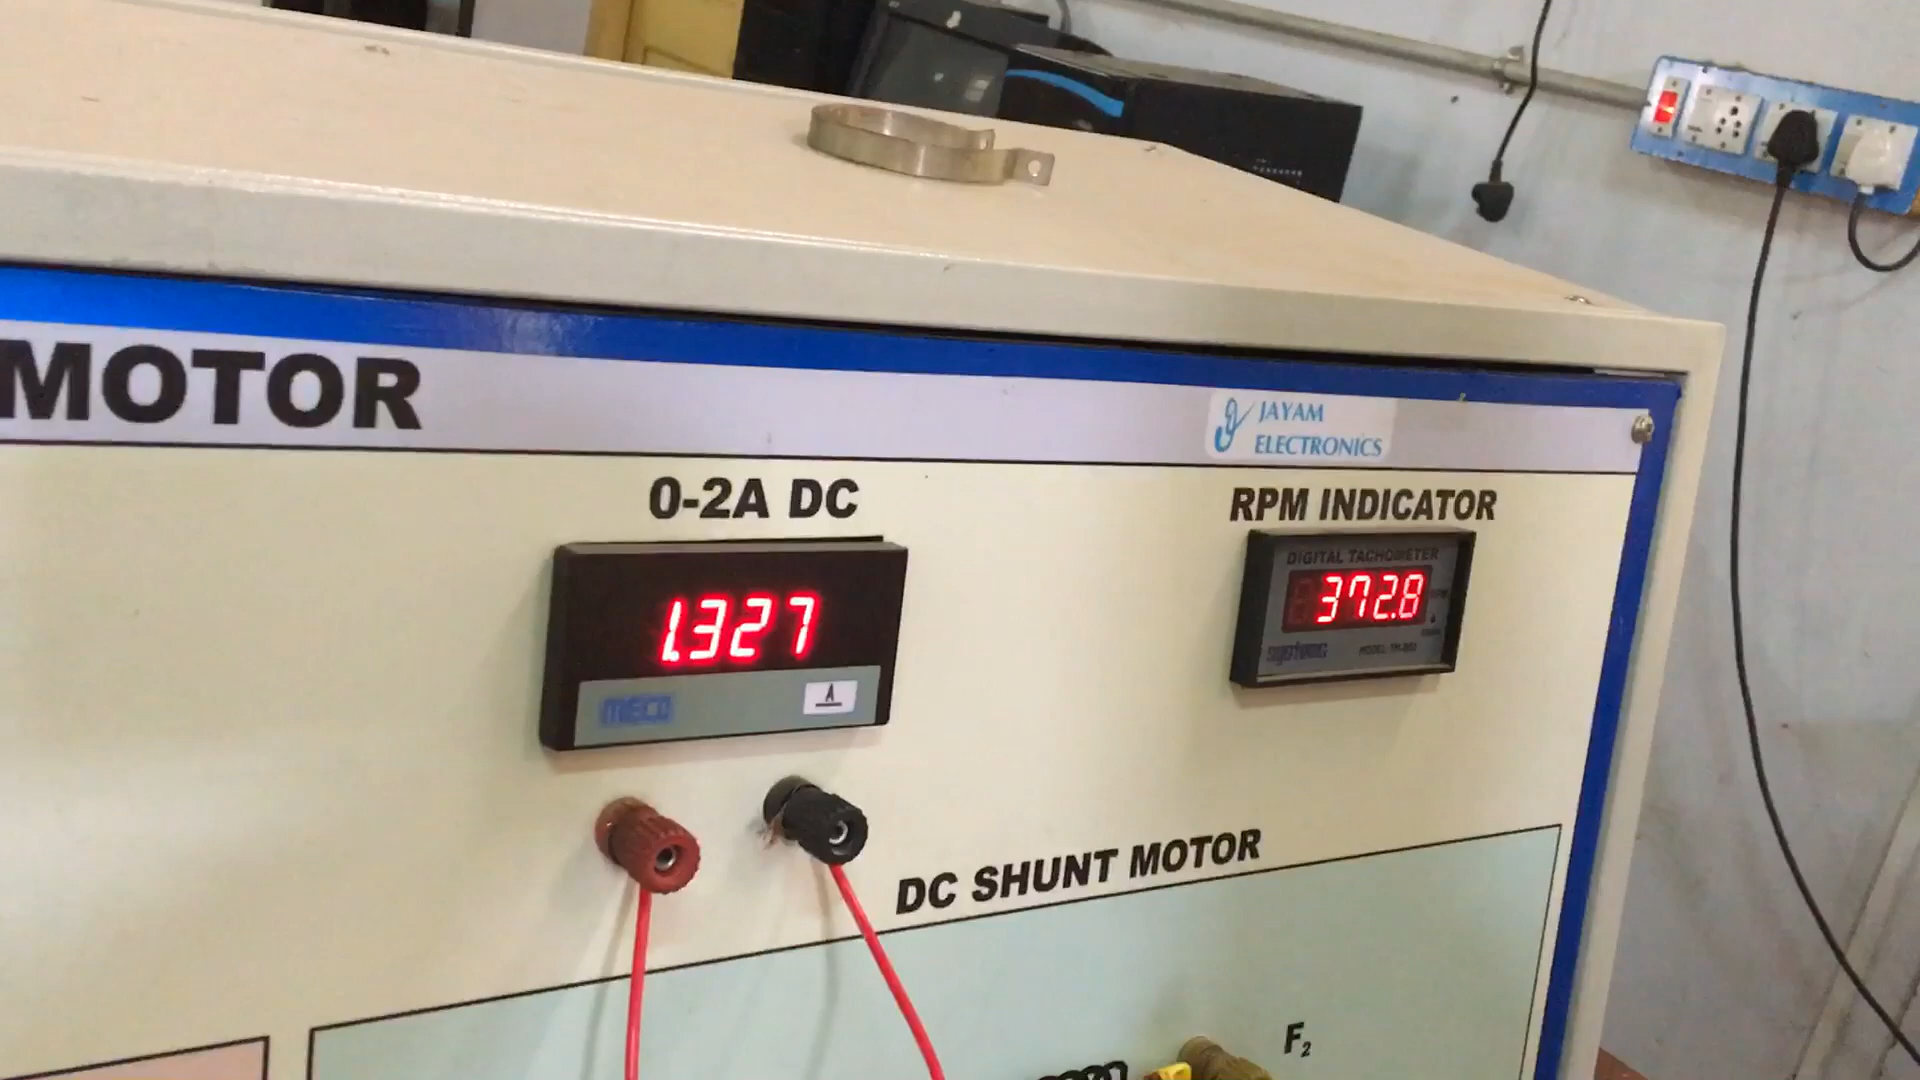 MOTOR
JAYAM
ELECTRONICS
0-2A DC
RPM INDICATOR
DIGITAL TACHOMETER
1.327
372.8
MECO
A
DC SHUNT MOTOR
F2